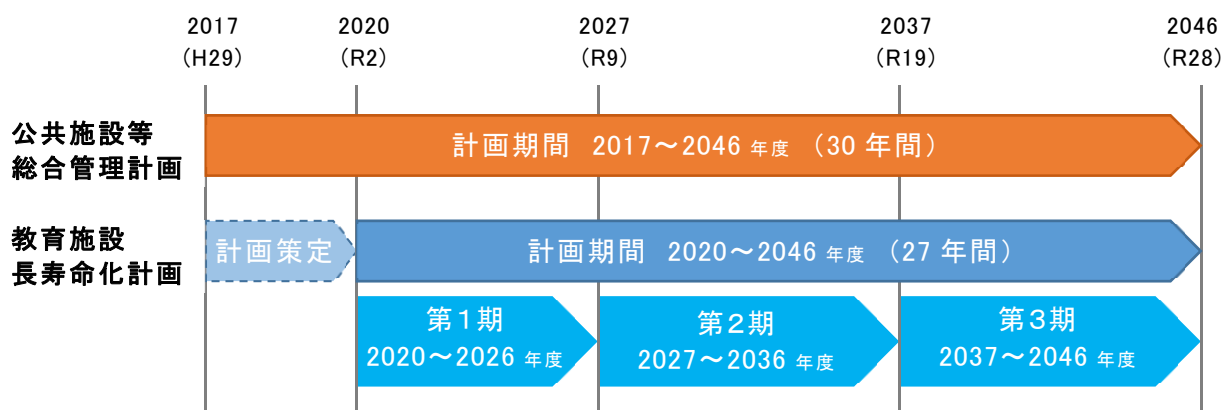 2017 2020 2027 2037 2046
（H29） （R2） （R9） （R19） （R28）
公共施設等
総合管理計画
計画期間 2017～2046 年度 （30 年間）
教育施設
長寿命化計画
計画策定
計画期間 2020～2046 年度 （27 年間）
第１期
2020～2026 年度
第２期
2027～2036 年度
第３期
2037～2046 年度